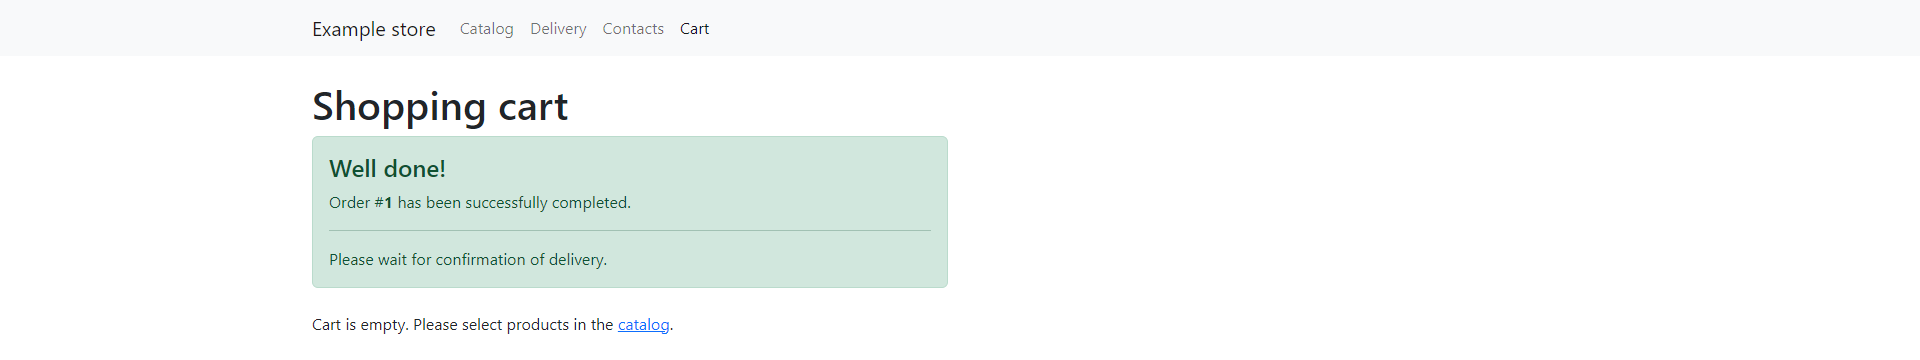 Example store Catalog Delivery Contacts Cart
Shopping cart
Well done!
Order #1 has been successfully completed.
Please wait for confirmation of delivery.
Cart is empty. Please select products in the catalog.